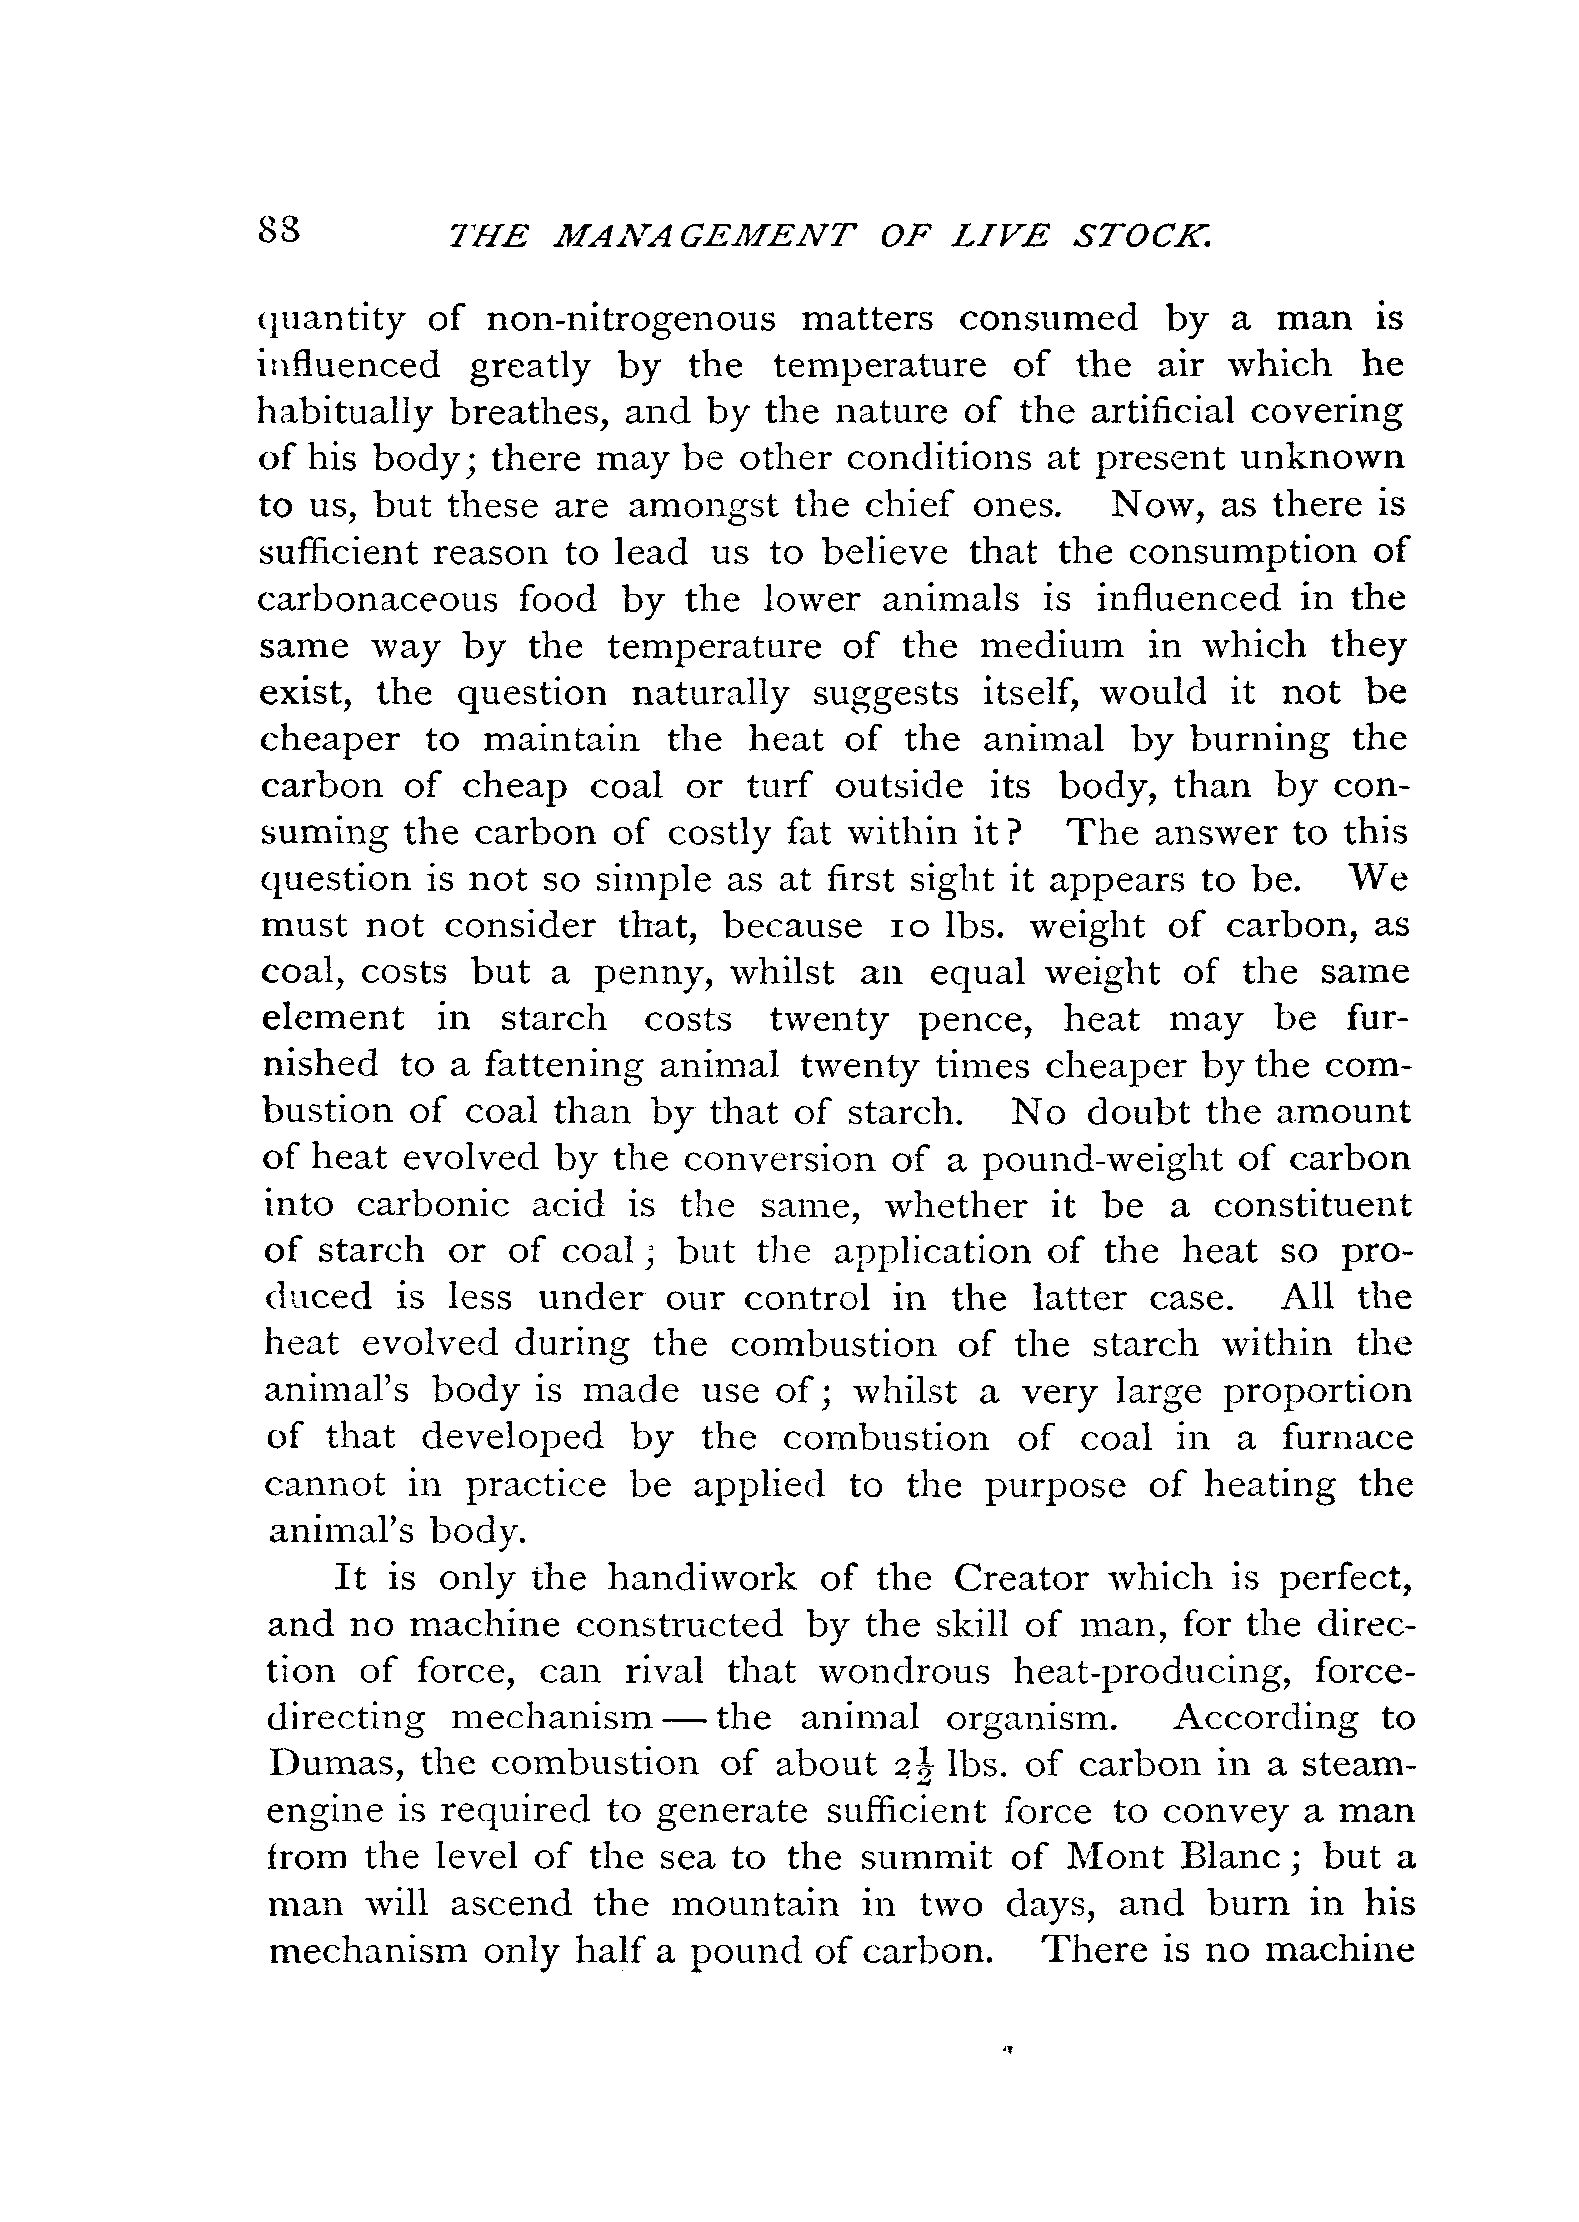 88 THE MANAGEMENT OF LIVE STOCK.
quantity of non-nitrogenous matters consumed by a man is
influenced greatly by the temperature of the air which he
habitually breathes, and by the nature of the artificial covering
of his body; there may be other conditions at present unknown
to us, but these are amongst the chief ones. Now, as there is
sufficient reason to lead us to believe that the consumption of
carbonaceous food by the lower animals is influenced in the
same way by the temperature of the medium in which they
exist, the question naturally suggests itself, would it not be
cheaper to maintain the heat of the animal by burning the
carbon of cheap coal or turf outside its body, than by con-
suming the carbon of costly fat within it? The answer to this
question is not so simple as at first sight it appears to be. We
must not consider that, because 10 lbs. weight of carbon, as
coal, costs but a penny, whilst an equal weight of the same
element in starch costs twenty pence, heat may be fur-
nished to a fattening animal twenty times cheaper by the com-
bustion of coal than by that of starch. No doubt the amount
of heat evolved by the conversion of a pound-weight of carbon
into carbonic acid is the same, whether it be a constituent
of starch or of coal; but the application of the heat so pro-
duced is less under our control in the latter case. All the
heat evolved during the combustion of the starch within the
animal's body is made use of; whilst a very large proportion
of that developed by the combustion of coal in a furnace
cannot in practice be applied to the purpose of heating the
animal's body.
It is only the handiwork of the Creator which is perfect,
and no machine constructed by the skill of man, for the direc-
tion of force, can rival that wondrous heat-producing, force-
directing mechanism—the animal organism. According to
Dumas, the combustion of about 2½ lbs. of carbon in a steam-
engine is required to generate sufficient force to convey a man
from the level of the sea to the summit of Mont Blanc; but a
man will ascend the mountain in two days, and burn in his
mechanism only half a pound of carbon. There is no machine